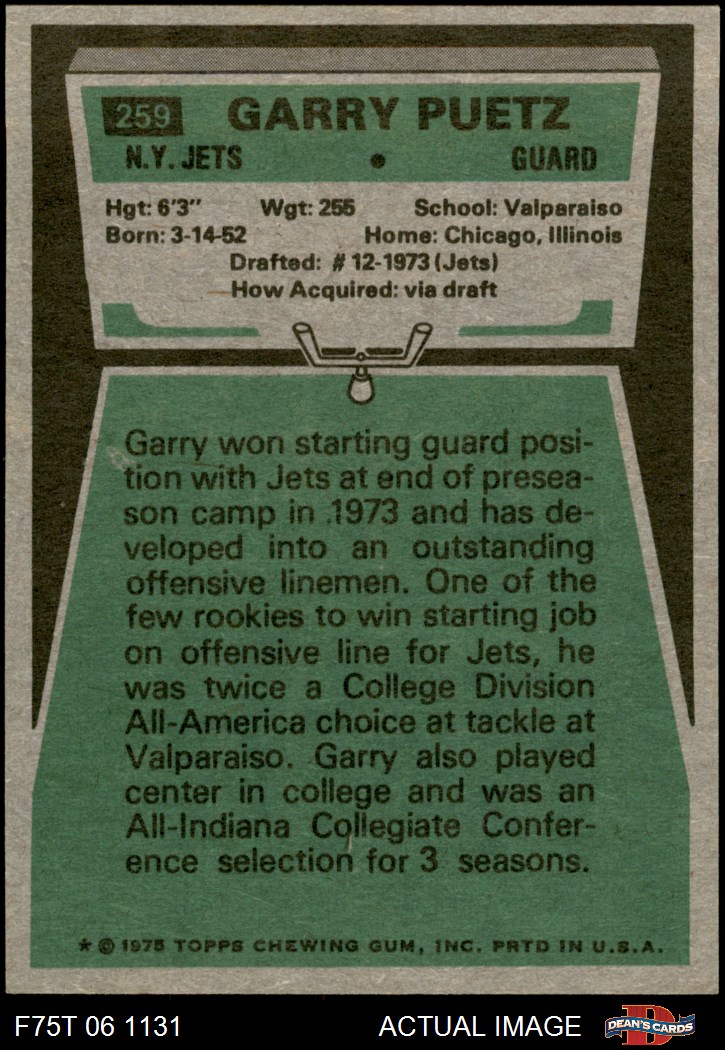 259 GARRY PUETZ
N.Y. JETS • GUARD
Hgt: 6'3" Wgt: 255 School: Valparaiso
Born: 3-14-52 Home: Chicago, Illinois
Drafted: # 12-1973 (Jets)
How Acquired: via draft
Garry won starting guard posi-
tion with Jets at end of presea-
son camp in 1973 and has de-
veloped into an outstanding
offensive linemen. One of the
few rookies to win starting job
on offensive line for Jets, he
was twice a College Division
All-America choice at tackle at
Valparaiso. Garry also played
center in college and was an
All-Indiana Collegiate Confer-
ence selection for 3 seasons.
* © 1975 TOPPS CHEWING GUM, INC. PRTD IN U.S.A.
F75T 06 1131 ACTUAL IMAGE DEAN'S CARDS